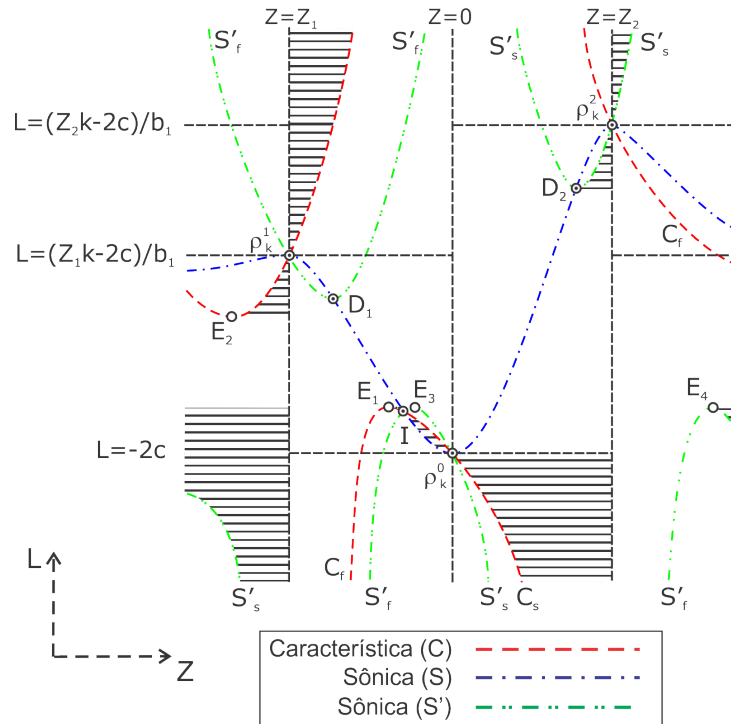 Z=Z₁ Z=0 Z=Z₂
S′f S′f S′s S′s
L=(Z₂k-2c)/b₁
ρk²
D₂
Cf
ρk¹
L=(Z₁k-2c)/b₁
D₁
E₂
E₁ E₃ E₄
I
L=-2c
ρk⁰
Cf
S′s S′f S′s Cs S′f
L
Z
Característica (C)
Sônica (S)
Sônica (S')